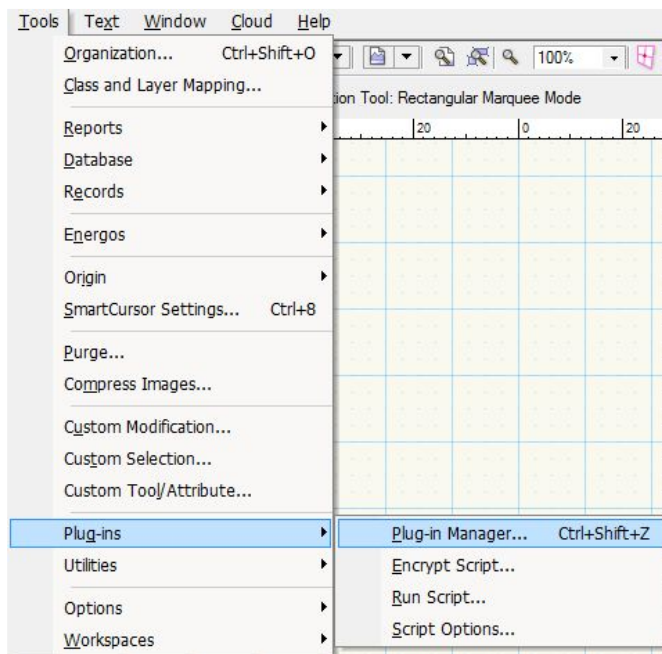 Tools Text Window Cloud Help
Organization... Ctrl+Shift+O
100%
Class and Layer Mapping...
ion Tool: Rectangular Marquee Mode
Reports
20 0 20
Database
Records
Energos
Origin
SmartCursor Settings... Ctrl+8
Purge...
Compress Images...
Custom Modification...
Custom Selection...
Custom Tool/Attribute...
Plug-ins
Plug-in Manager... Ctrl+Shift+Z
Utilities
Encrypt Script...
Run Script...
Options
Script Options...
Workspaces